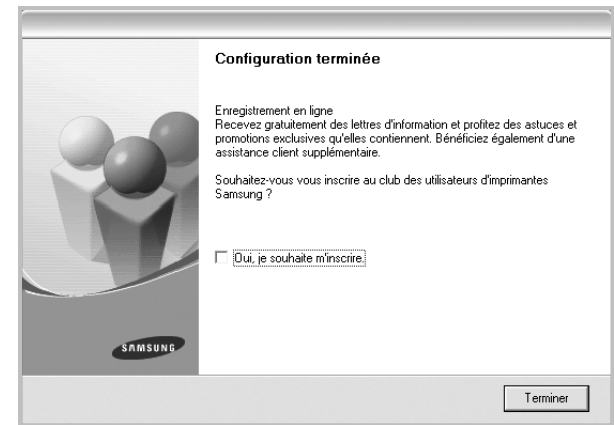 Configuration terminée
Enregistrement en ligne
Recevez gratuitement des lettres d'information et profitez des astuces et
promotions exclusives qu'elles contiennent. Bénéficiez également d'une
assistance client supplémentaire.
Souhaitez-vous vous inscrire au club des utilisateurs d'imprimantes
Samsung ?
Oui, je souhaite m'inscrire.
SAMSUNG
Terminer